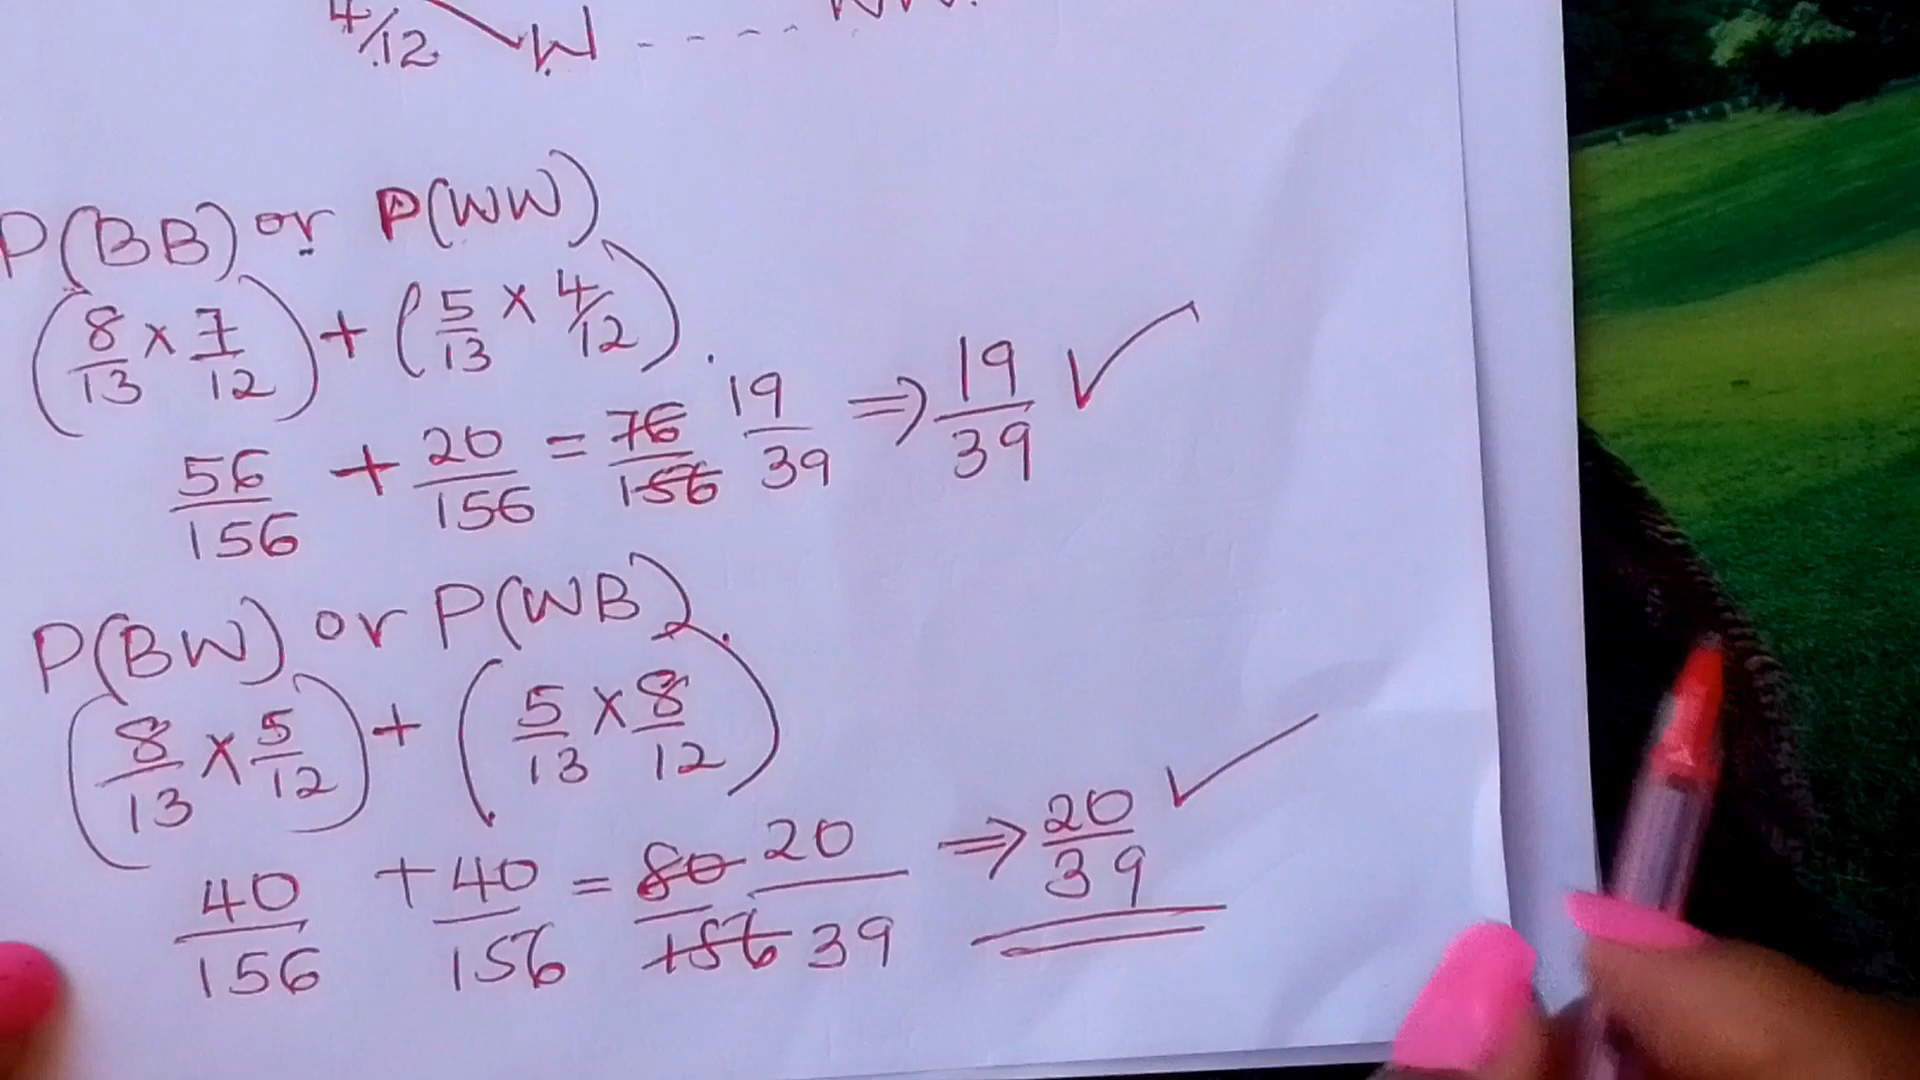 4/12 W - - - - WW.
P(BB) or P(WW)
(8/13 × 7/12) + (5/13 × 4/12).
56/156 + 20/156 = 76/156 19/39 ⇒ 19/39 ✓
P(BW) or P(WB).
(8/13 × 5/12) + (5/13 × 8/12)
40/156 + 40/156 = 80/156 20/39 ⇒ 20/39 ✓